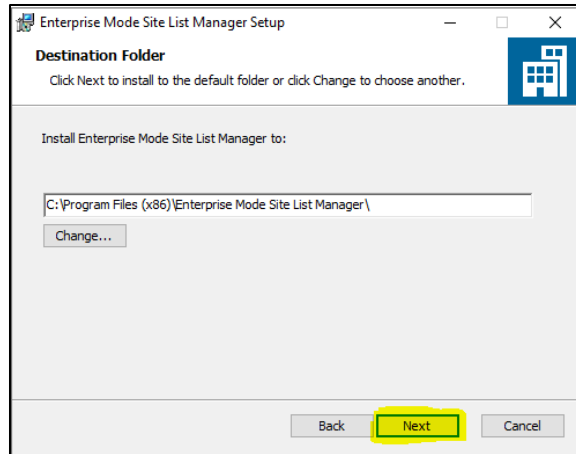 Enterprise Mode Site List Manager Setup
Destination Folder
Click Next to install to the default folder or click Change to choose another.
Install Enterprise Mode Site List Manager to:
C:\Program Files (x86)\Enterprise Mode Site List Manager\
Change...
Back Next Cancel